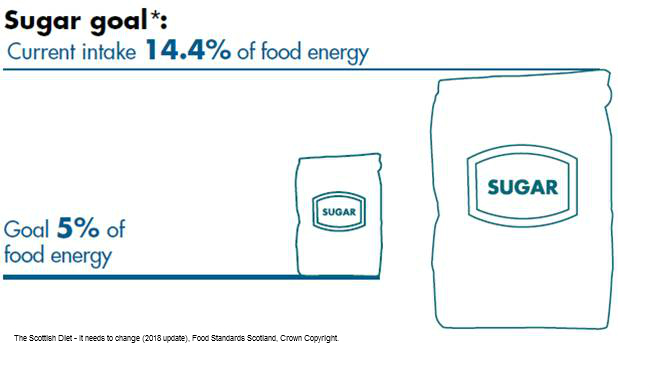 Sugar goal*:
Current intake 14.4% of food energy
SUGAR
SUGAR
Goal 5% of
food energy
The Scottish Diet - It needs to change (2018 update), Food Standards Scotland, Crown Copyright.